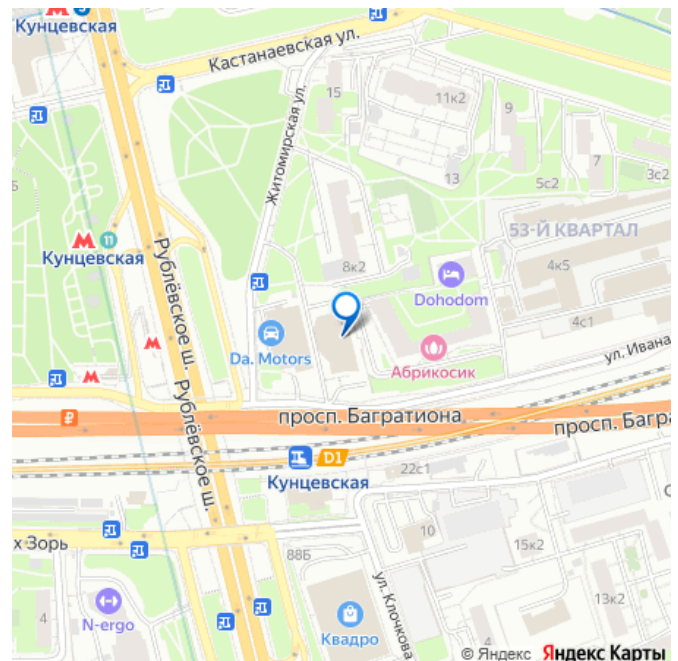 Кунцевская
Кастанаевская ул.
15
11к2
9
Житомирская ул.
7
13
5с2
3с2
Б
53-Й КВАРТАЛ
11
Кунцевская
8к2
4к5
Dohodom
Рублёвское ш.
4с1
Da. Motors
Абрикосик
ул. Ивана
Рублёвское ш.
просп. Багратиона
просп. Багра
D1
Кунцевская
22с1
10
х Зорь
88Б
15к2
ул. Клочкова
13к2
4
N-ergo
Квадро
© Яндекс Яндекс Карты